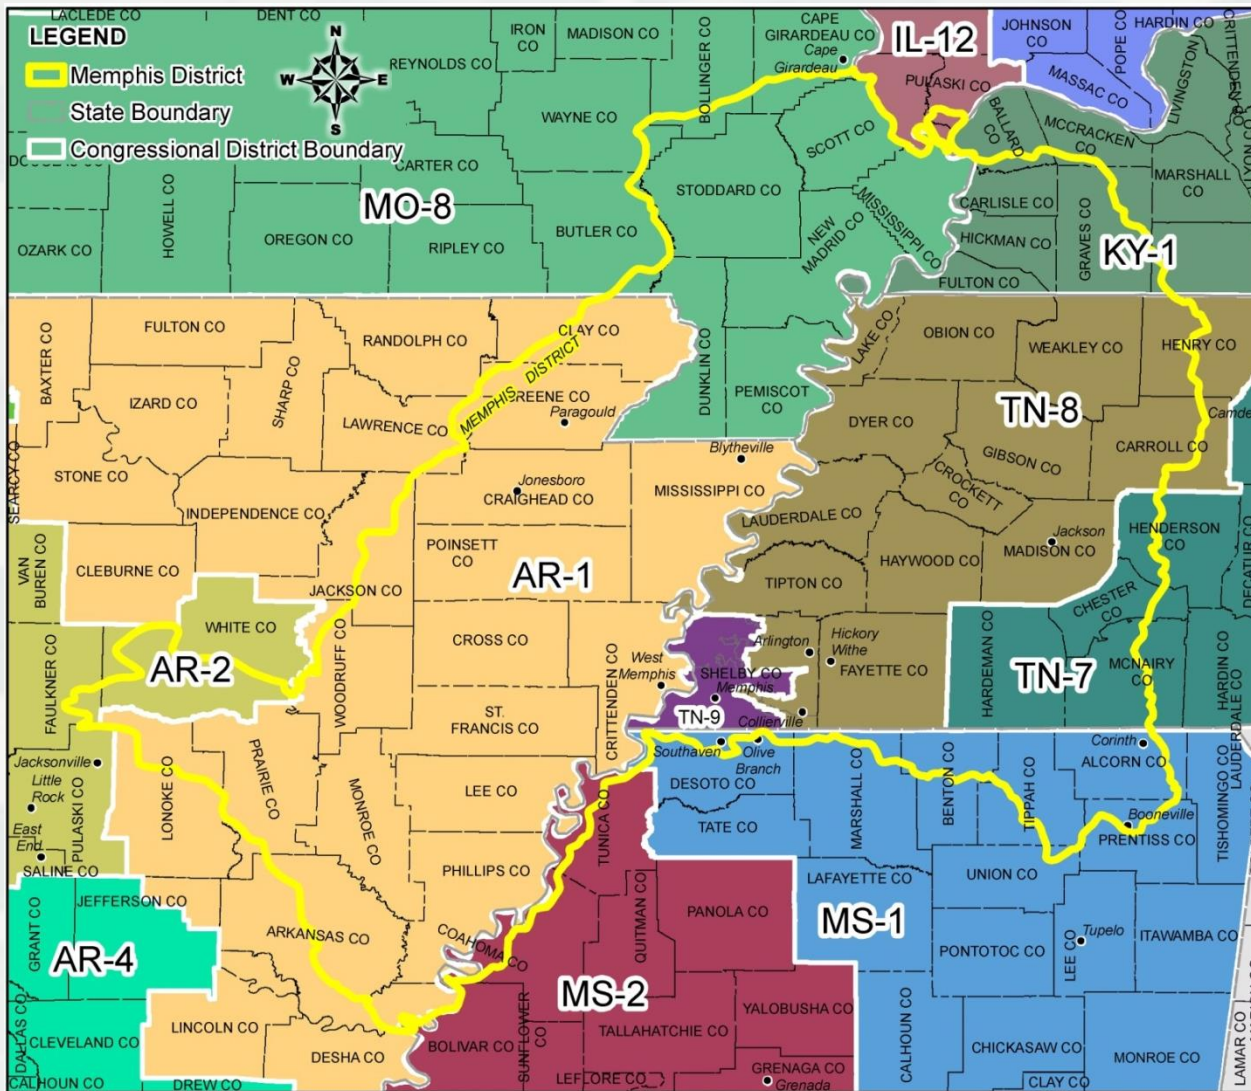 LACLEDE CO
DENT CO
IRON CO
MADISON CO
BOLLINGER CO
CAPE GIRARDEAU CO
Cape Girardeau
IL-12
JOHNSON CO
POPE CO
HARDIN CO
LIVINGSTON
CRITTENDEN CO
LEGEND
Memphis District
State Boundary
Congressional District Boundary
N
W
E
S
REYNOLDS CO
WAYNE CO
CARTER CO
PULASKI CO
MASSAC CO
BALLARD CO
MCCRACKEN CO
LYON CO
SCOTT CO
STODDARD CO
MARSHALL CO
MO-8
HOWELL CO
OZARK CO
OREGON CO
RIPLEY CO
BUTLER CO
NEW MADRID CO
MISSISSIPPI CO
CARLISLE CO
HICKMAN CO
FULTON CO
GRAVES CO
KY-1
BAXTER CO
FULTON CO
SHARP CO
RANDOLPH CO
CLAY CO
MEMPHIS DISTRICT
DUNKLIN CO
PEMISCOT CO
LAKE CO
OBION CO
WEAKLEY CO
HENRY CO
IZARD CO
LAWRENCE CO
GREENE CO
Paragould
TN-8
DYER CO
GIBSON CO
CARROLL CO
Camde
SEARCY CO
STONE CO
INDEPENDENCE CO
Jonesboro
CRAIGHEAD CO
Blytheville
MISSISSIPPI CO
CROCKETT CO
LAUDERDALE CO
HAYWOOD CO
Jackson
MADISON CO
HENDERSON CO
DECATUR CO
VAN BUREN CO
CLEBURNE CO
JACKSON CO
POINSETT CO
AR-1
TIPTON CO
CHESTER CO
WHITE CO
AR-2
FAULKNER CO
WOODRUFF CO
CROSS CO
West Memphis
CRITTENDEN CO
SHELBY CO
Memphis
TN-9
Arlington
Hickory Withe
FAYETTE CO
Collierville
HARDEMAN CO
TN-7
MCNAIRY CO
HARDIN CO
ST. FRANCIS CO
Southaven
Olive Branch
DESOTO CO
Corinth
ALCORN CO
LAUDERDALE CO
Jacksonville
Little Rock
East End
PULASKI CO
SALINE CO
LONOKE CO
PRAIRIE CO
MONROE CO
LEE CO
TUNICA CO
TATE CO
MARSHALL CO
BENTON CO
TIPPAH CO
Booneville
PRENTISS CO
TISHOMINGO CO
PHILLIPS CO
LAFAYETTE CO
UNION CO
GRANT CO
JEFFERSON CO
AR-4
ARKANSAS CO
COAHOMA CO
QUITMAN CO
PANOLA CO
MS-1
PONTOTOC CO
LEE CO
Tupelo
ITAWAMBA CO
DALLAS CO
CLEVELAND CO
LINCOLN CO
DESHA CO
BOLIVAR CO
SUNFLOWER CO
MS-2
TALLAHATCHIE CO
YALOBUSHA CO
CALHOUN CO
CHICKASAW CO
MONROE CO
LAMAR CO
CALHOUN CO
DREW CO
LEFLORE CO
GRENAGA CO
Grenada
CLAY CO